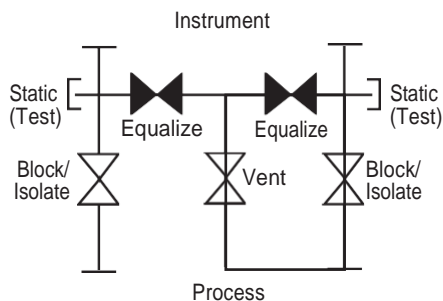 Instrument
Static
(Test)
Equalize
Equalize
Static
(Test)
Block/
Isolate
Vent
Block/
Isolate
Process